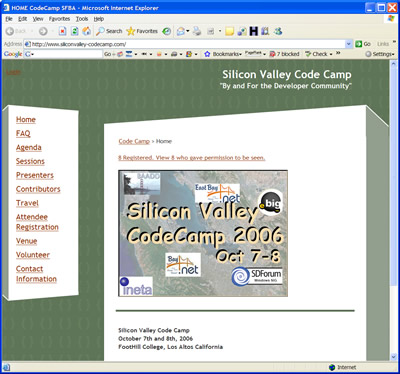 HOME CodeCamp SFBA - Microsoft Internet Explorer
File Edit View Favorites Tools Help
Back Search Favorites
Address http://www.siliconvalley-codecamp.com/ Go Links
Google Go Bookmarks PageRank 7 blocked Check Settings
Login
Silicon Valley Code Camp
"By and For the Developer Community"
Home
FAQ
Agenda
Sessions
Presenters
Contributors
Travel
Attendee
Registration
Venue
Volunteer
Contact
Information
Code Camp > Home
8 Registered. View 8 who gave permission to be seen.
BAADD
East Bay
.net
.big
Silicon Valley
CodeCamp 2006
Oct 7-8
Bay
.net
ineta
SDForum
Windows SIG
Silicon Valley Code Camp
October 7th and 8th, 2006
FootHill College, Los Altos California
Internet